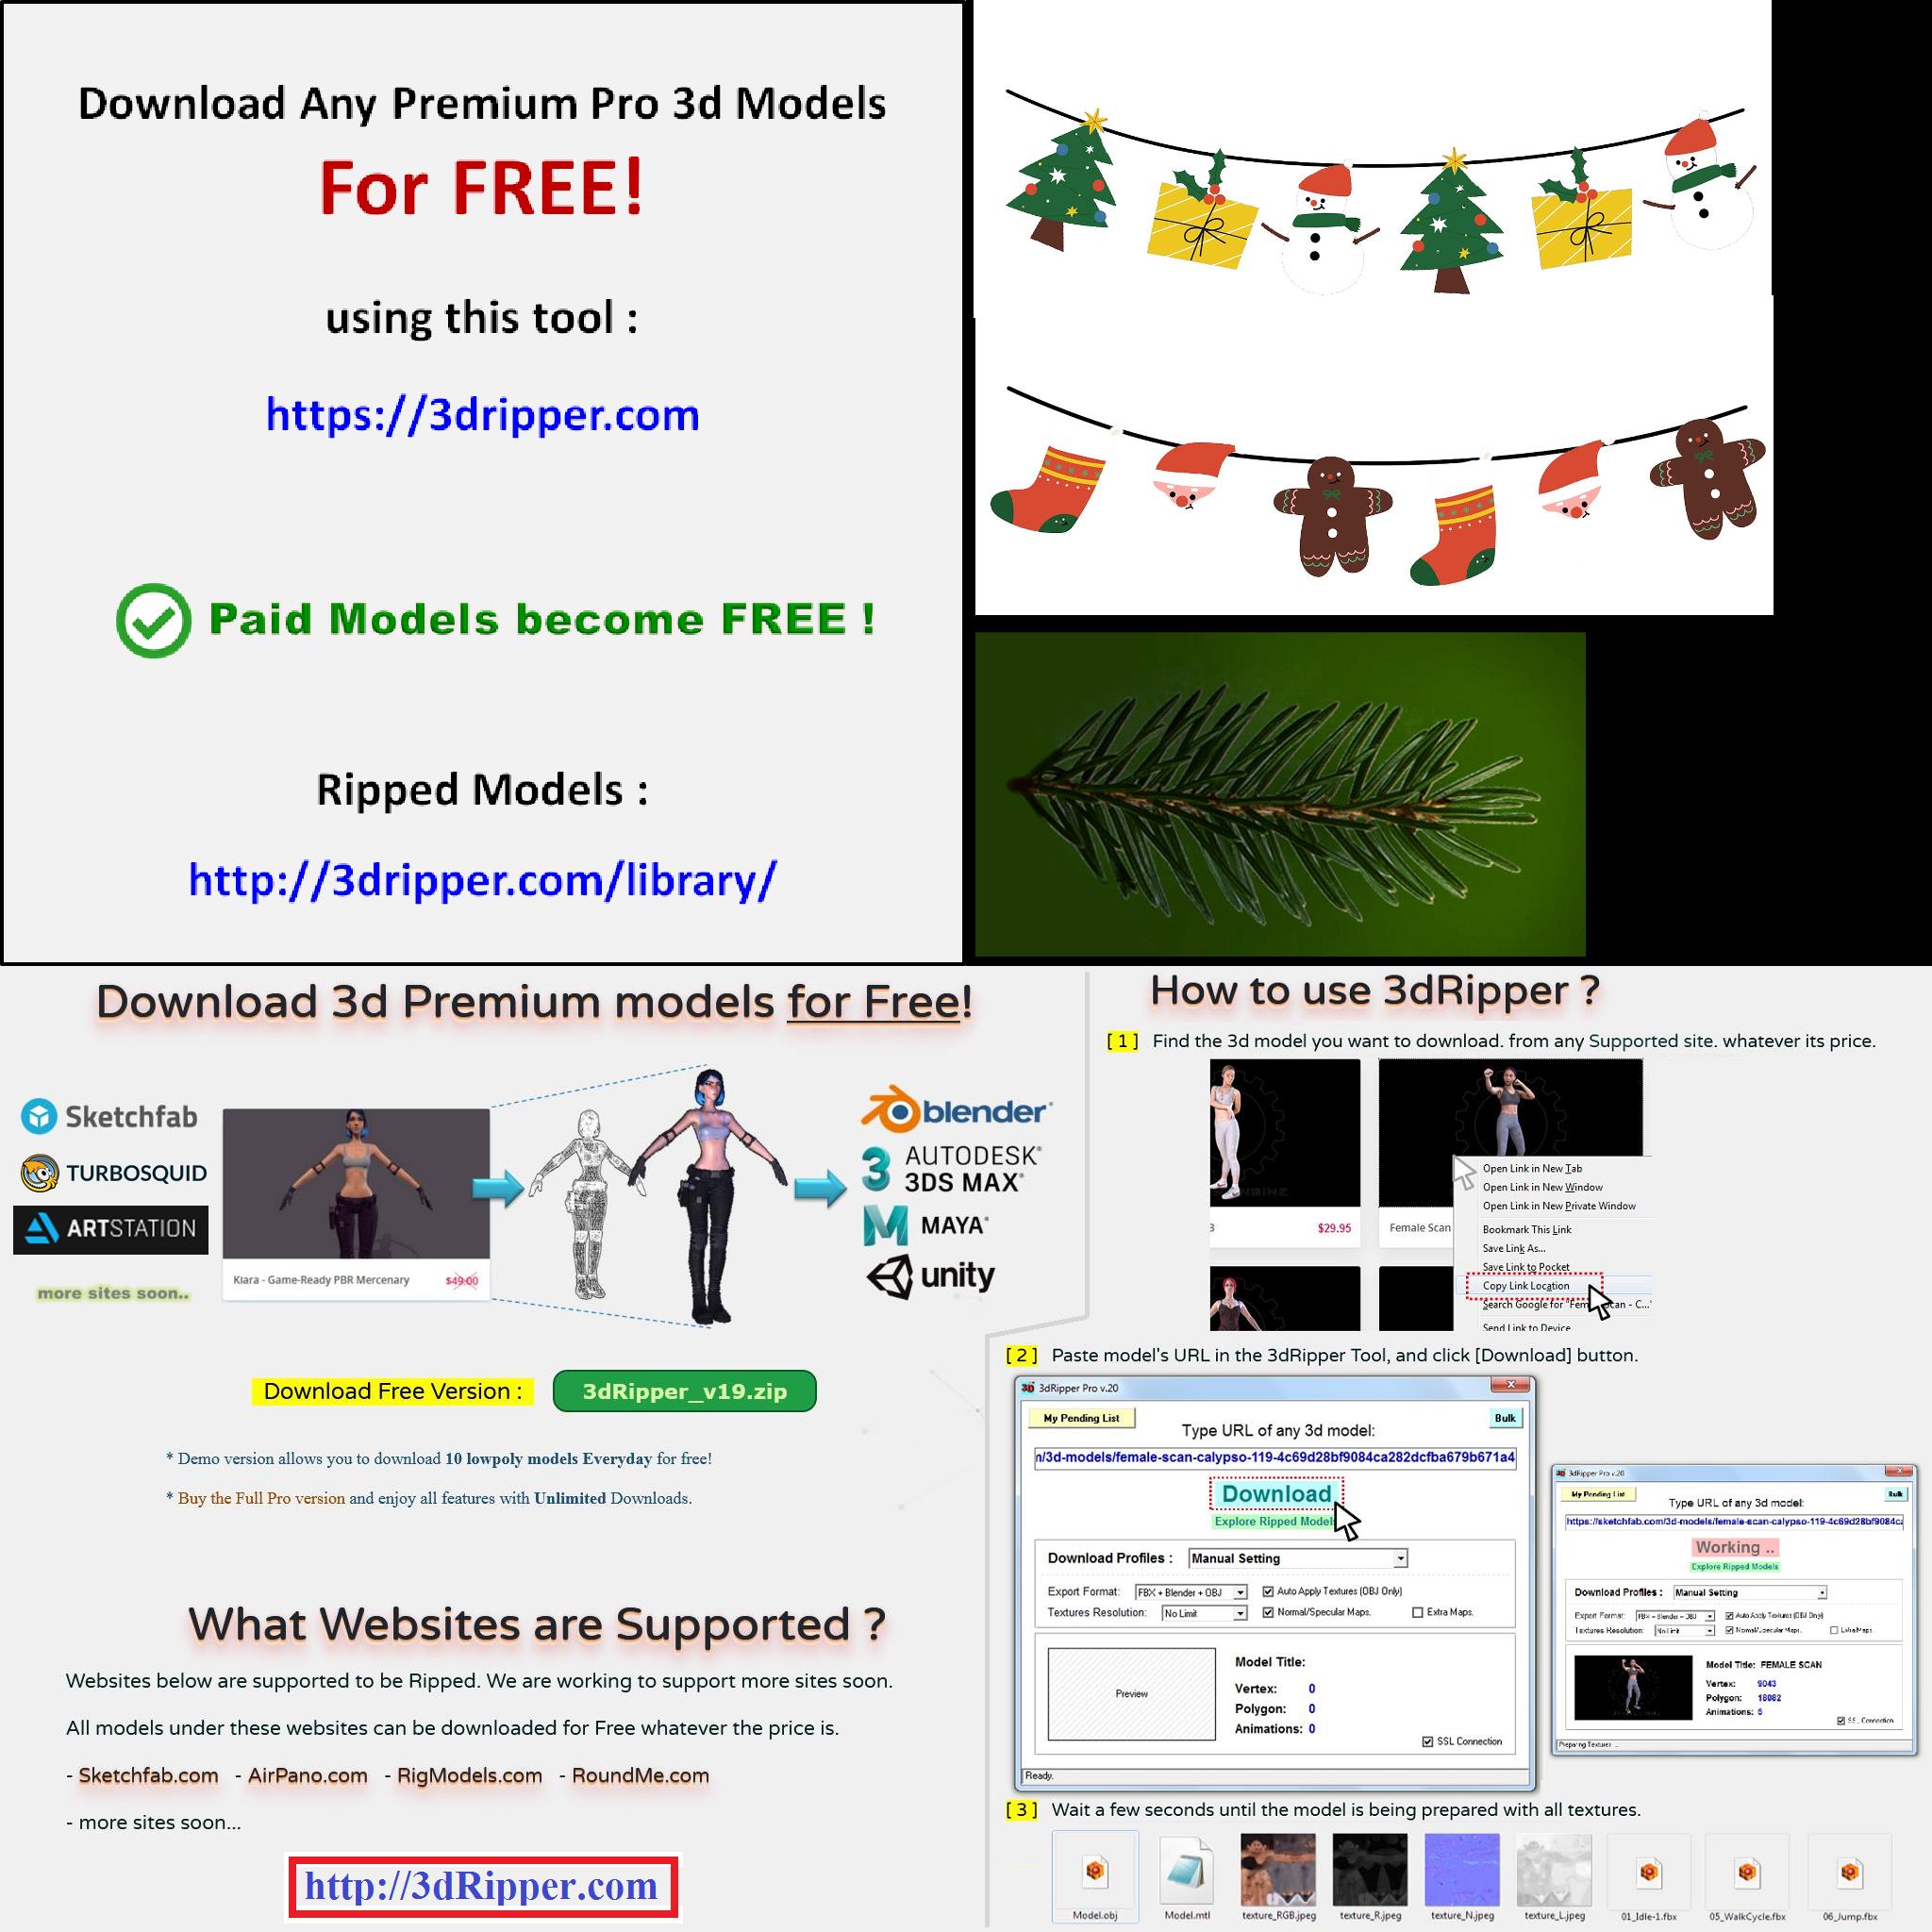 Download Any Premium Pro 3d Models
For FREE!
using this tool :
https://3dripper.com
Paid Models become FREE !
Ripped Models :
http://3dripper.com/library/
Download 3d Premium models for Free!
Sketchfab
TURBOSQUID
ARTSTATION
more sites soon..
Kiara - Game-Ready PBR Mercenary $49.00
blender
AUTODESK
3DS MAX
MAYA
unity
Download Free Version : 3dRipper_v19.zip
* Demo version allows you to download 10 lowpoly models Everyday for free!
* Buy the Full Pro version and enjoy all features with Unlimited Downloads.
What Websites are Supported ?
Websites below are supported to be Ripped. We are working to support more sites soon.
All models under these websites can be downloaded for Free whatever the price is.
- Sketchfab.com - AirPano.com - RigModels.com - RoundMe.com
- more sites soon...
http://3dRipper.com
How to use 3dRipper ?
[ 1 ] Find the 3d model you want to download. from any Supported site. whatever its price.
3 $29.95
Female Scan
Open Link in New Tab
Open Link in New Window
Open Link in New Private Window
Bookmark This Link
Save Link As...
Save Link to Pocket
Copy Link Location
Search Google for "Fem can - C..."
Send Link to Device
[ 2 ] Paste model's URL in the 3dRipper Tool, and click [Download] button.
3D 3dRipper Pro v.20
My Pending List
Bulk
Type URL of any 3d model:
n/3d-models/female-scan-calypso-119-4c69d28bf9084ca282dcfba679b671a4
Download
Explore Ripped Models
Download Profiles : Manual Setting
Export Format: FBX + Blender + OBJ Auto Apply Textures (OBJ Only)
Textures Resolution: No Limit Normal/Specular Maps. Extra Maps.
Preview
Model Title:
Vertex: 0
Polygon: 0
Animations: 0
SSL Connection
Ready.
3dRipper Pro v.20
My Pending List
Bulk
Type URL of any 3d model:
https://sketchfab.com/3d-models/female-scan-calypso-119-4c69d28bf9084ca
Working ..
Explore Ripped Models
Download Profiles : Manual Setting
Export Format: FBX + Blender + OBJ Auto Apply Textures (OBJ Only)
Textures Resolution: No Limit Normal/Specular Maps. Extra Maps.
Model Title: FEMALE SCAN
Vertex: 9043
Polygon: 18082
Animations: 5
SSL Connection
Preparing Textures ...
[ 3 ] Wait a few seconds until the model is being prepared with all textures.
Model.obj Model.mtl texture_RGB.jpeg texture_R.jpeg texture_N.jpeg texture_L.jpeg 01_Idle-1.fbx 05_WalkCycle.fbx 06_Jump.fbx